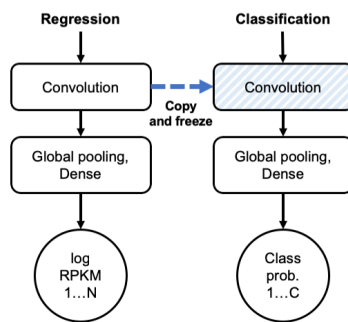 Regression
Classification
Convolution
Copy
and freeze
Convolution
Global pooling,
Dense
Global pooling,
Dense
log
RPKM
1...N
Class
prob.
1...C